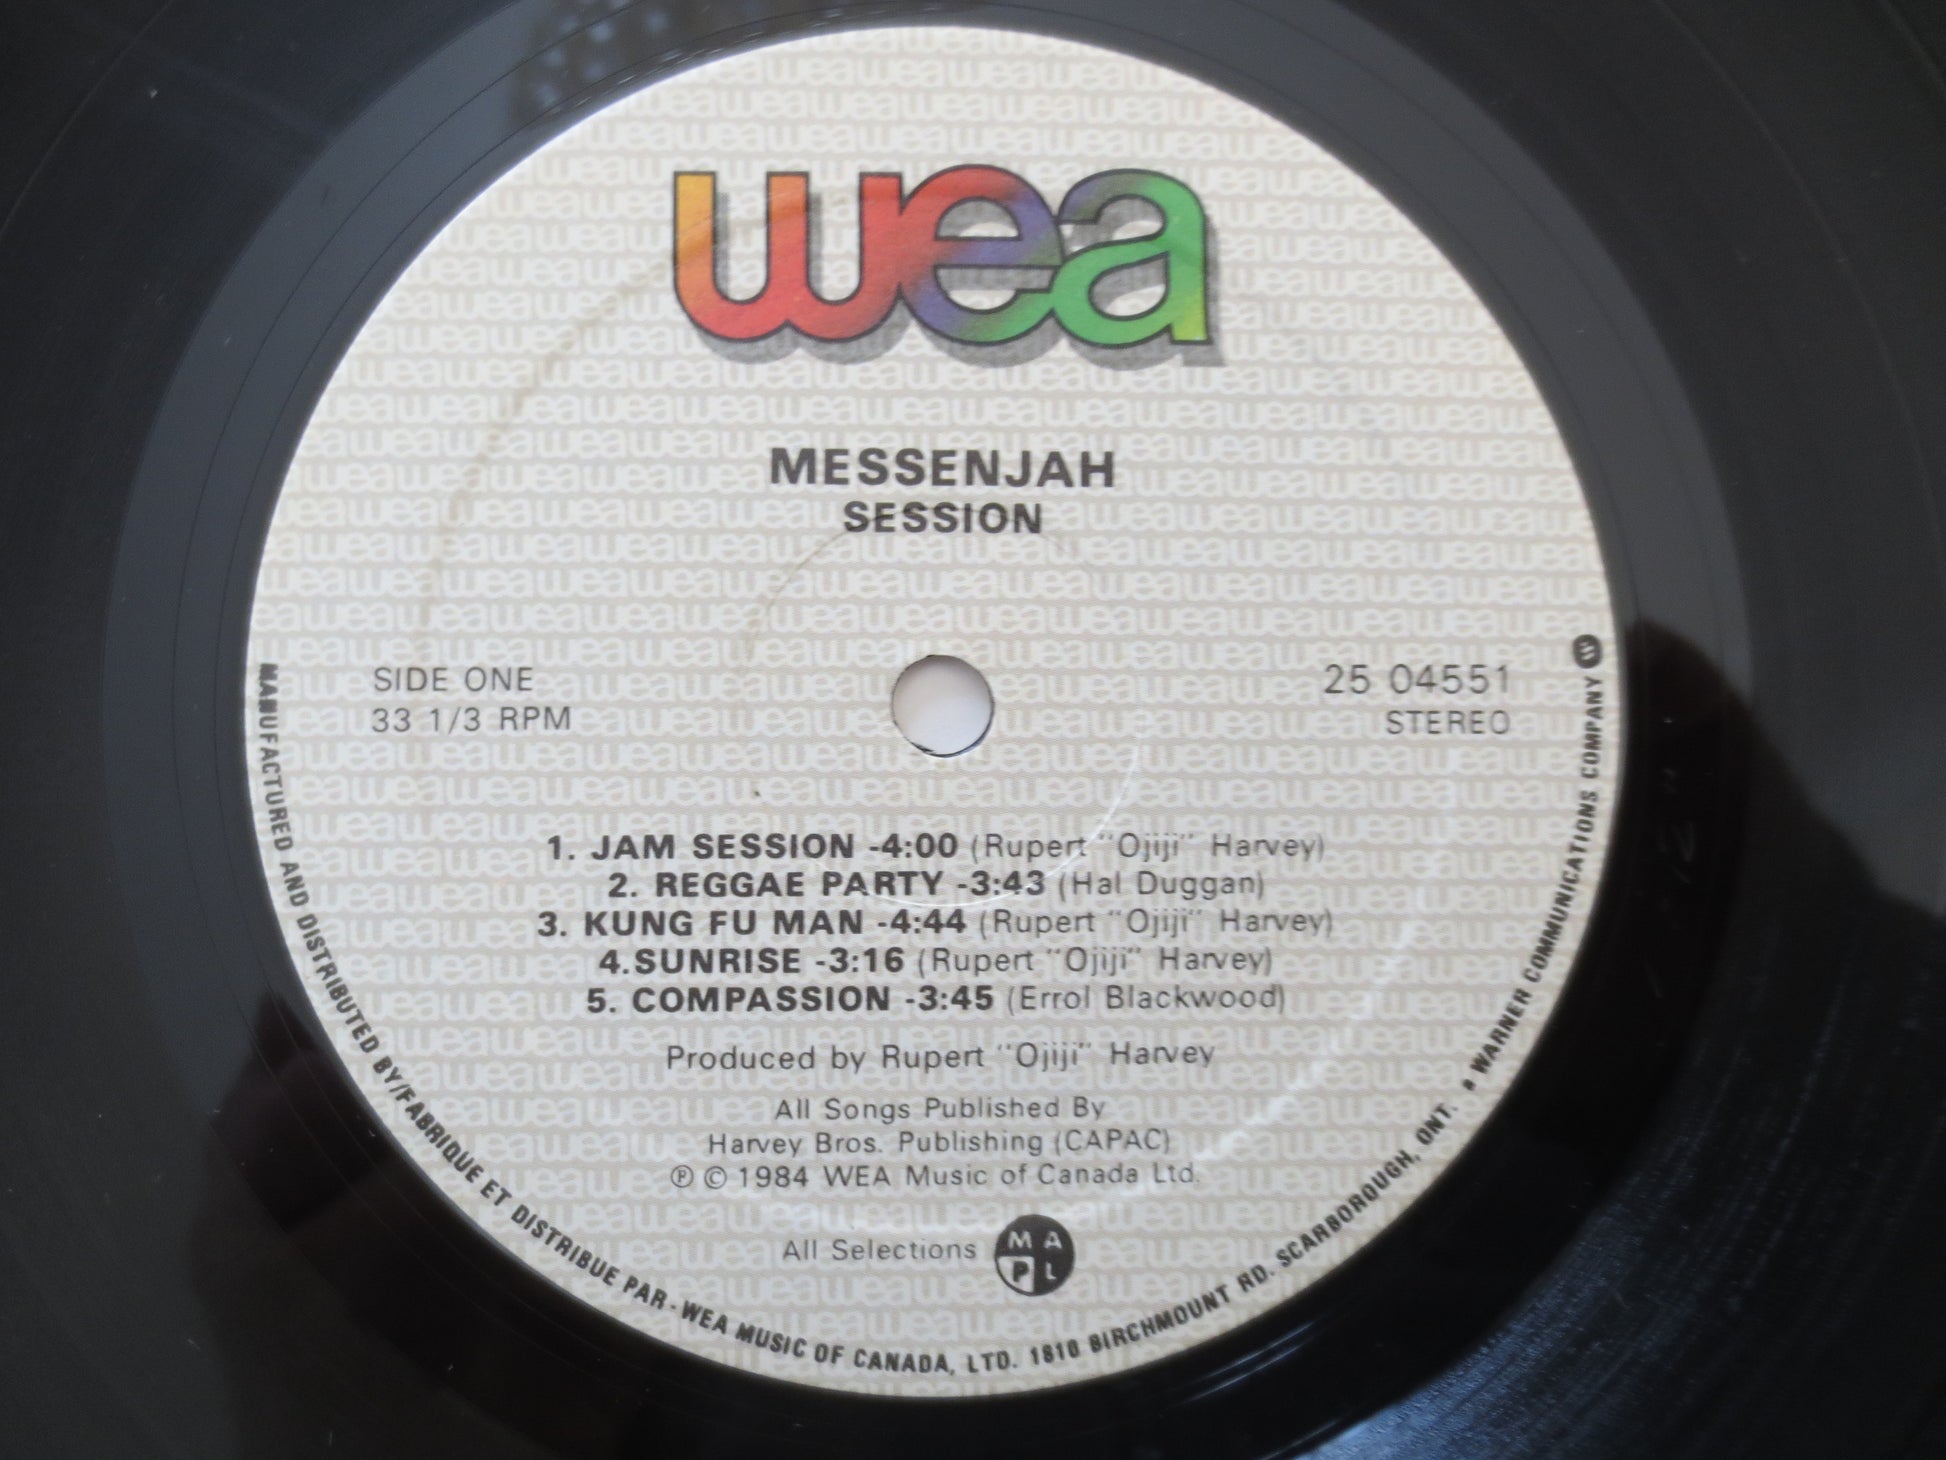 wea
MESSENJAH
SESSION
SIDE ONE
33 1/3 RPM
25 04551
STEREO
1. JAM SESSION -4:00 (Rupert "Ojiji" Harvey)
2. REGGAE PARTY -3:43 (Hal Duggan)
3. KUNG FU MAN -4:44 (Rupert "Ojiji" Harvey)
4.SUNRISE -3:16 (Rupert "Ojiji" Harvey)
5. COMPASSION -3:45 (Errol Blackwood)
Produced by Rupert "Ojiji" Harvey
All Songs Published By
Harvey Bros. Publishing (CAPAC)
℗ © 1984 WEA Music of Canada Ltd.
All Selections MAPL
MANUFACTURED AND DISTRIBUTED BY/FABRIQUE ET DISTRIBUE PAR - WEA MUSIC OF CANADA, LTD. 1810 BIRCHMOUNT RD. SCARBOROUGH, ONT. • WARNER COMMUNICATIONS COMPANY